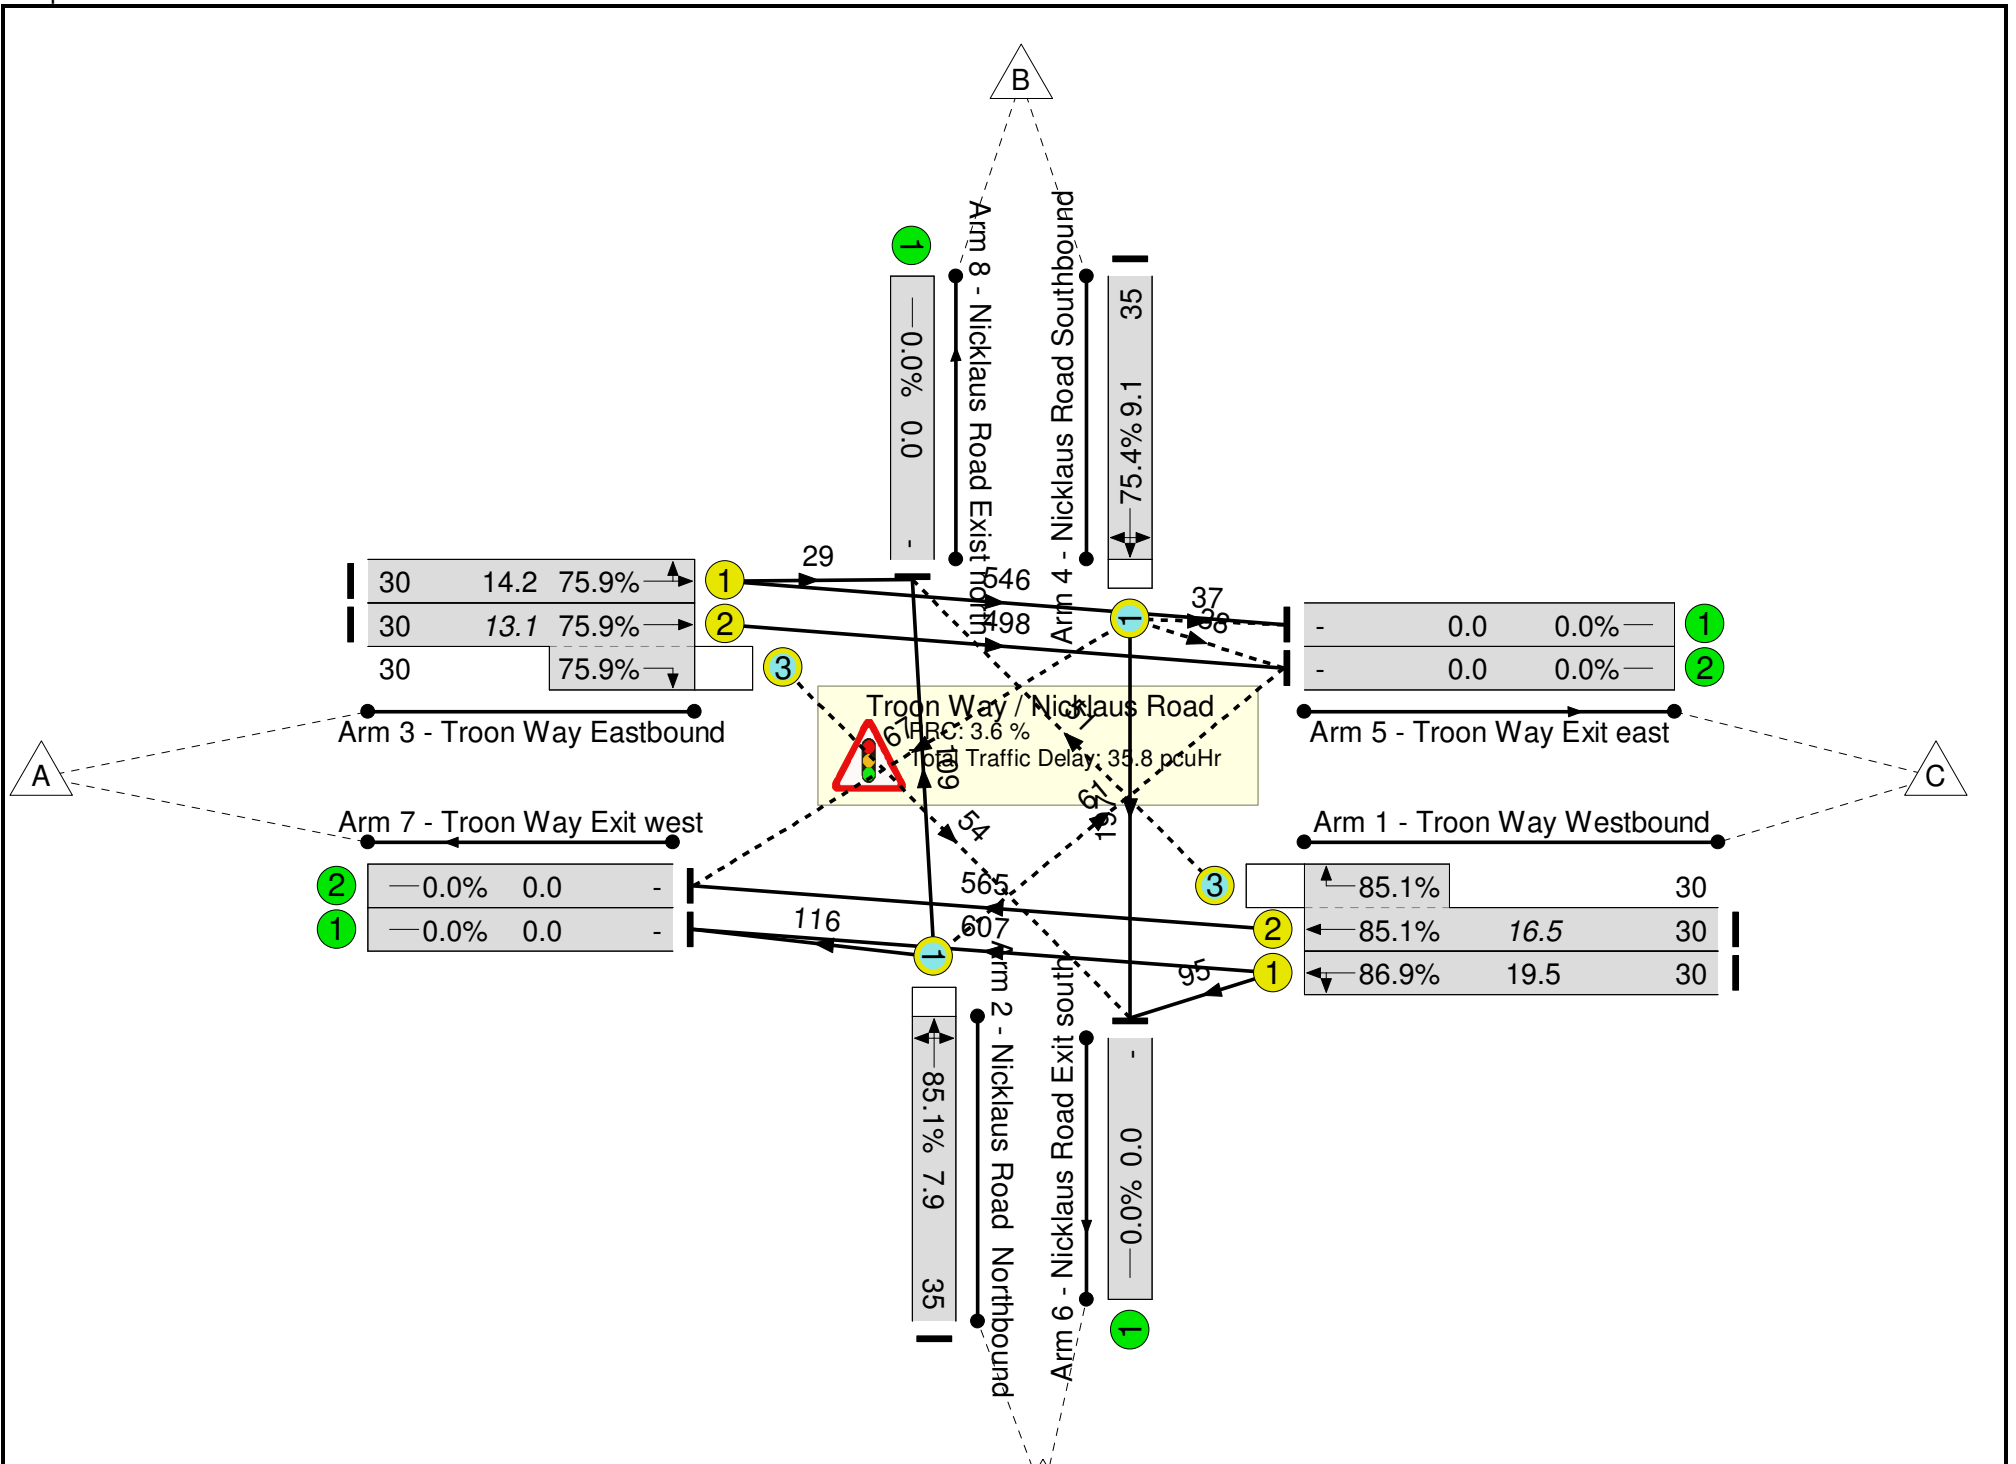 B
Arm 8 - Nicklaus Road Exist north
Arm 4 - Nicklaus Road Southbound
1
0.0% 0.0 -
35 9.1 75.4%
29
546
498
37
38
30 14.2 75.9% 1
30 13.1 75.9% 2
30 75.9% 3
1
- 0.0 0.0% 1
- 0.0 0.0% 2
Arm 3 - Troon Way Eastbound
Arm 5 - Troon Way Exit east
Troon Way / Nicklaus Road
PRC: 3.6 %
Total Traffic Delay: 35.8 pcuHr
67
109
61
197
54
A
C
Arm 7 - Troon Way Exit west
Arm 1 - Troon Way Westbound
2 0.0% 0.0 -
1 0.0% 0.0 -
116
565
607
95
1
3 85.1% 30
2 85.1% 16.5 30
1 86.9% 19.5 30
Arm 2 - Nicklaus Road Northbound
Arm 6 - Nicklaus Road Exit south
85.1% 7.9 35
- 0.0 0.0%
1